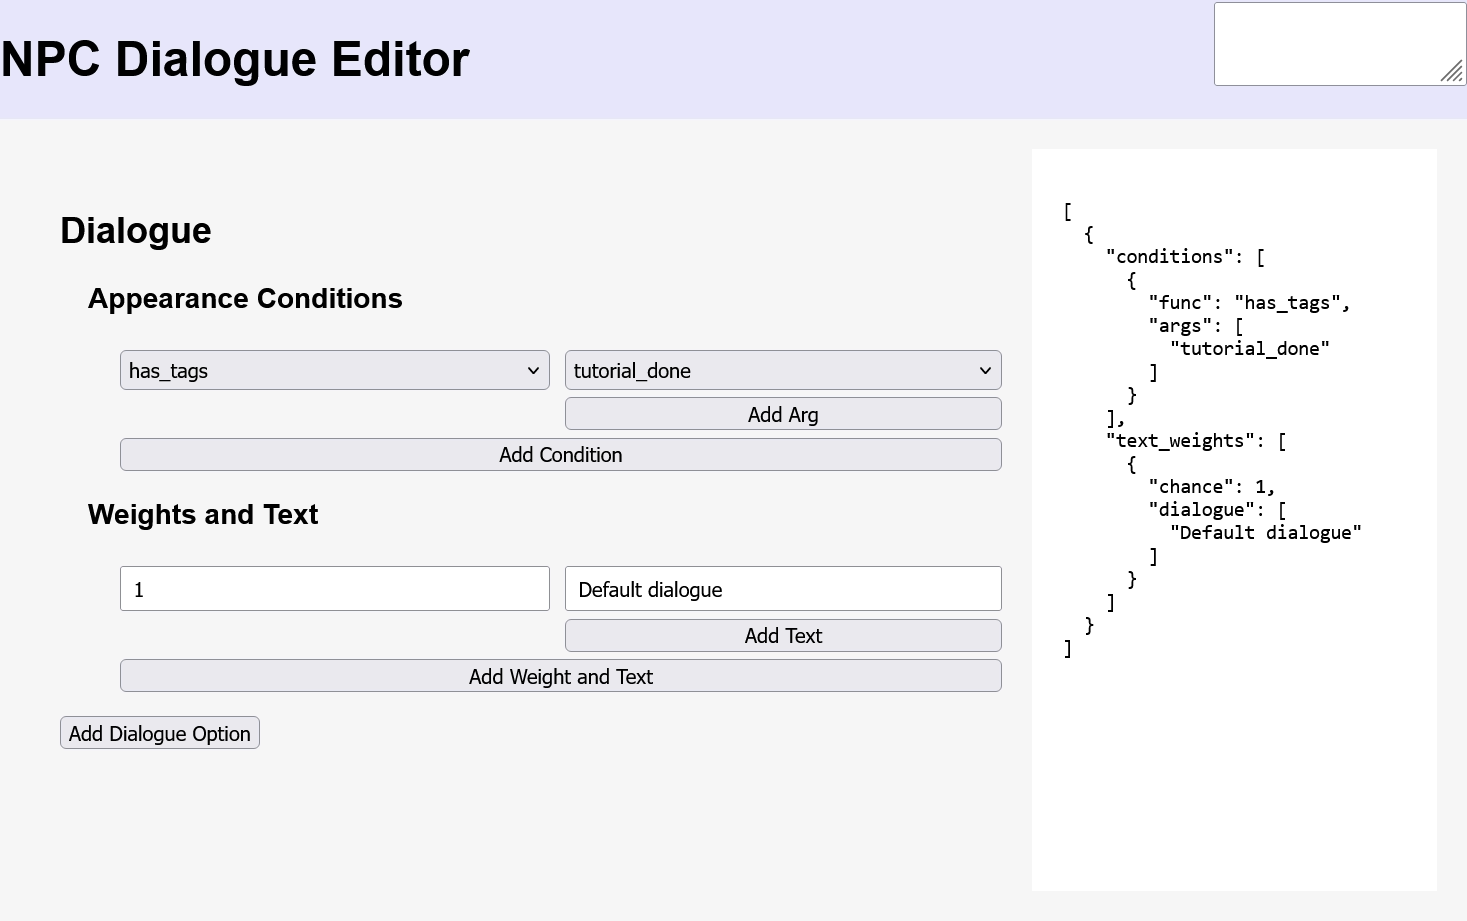 NPC Dialogue Editor
Dialogue
Appearance Conditions
has_tags
tutorial_done
Add Arg
Add Condition
Weights and Text
1
Default dialogue
Add Text
Add Weight and Text
Add Dialogue Option
[
  {
    "conditions": [
      {
        "func": "has_tags",
        "args": [
          "tutorial_done"
        ]
      }
    ],
    "text_weights": [
      {
        "chance": 1,
        "dialogue": [
          "Default dialogue"
        ]
      }
    ]
  }
]